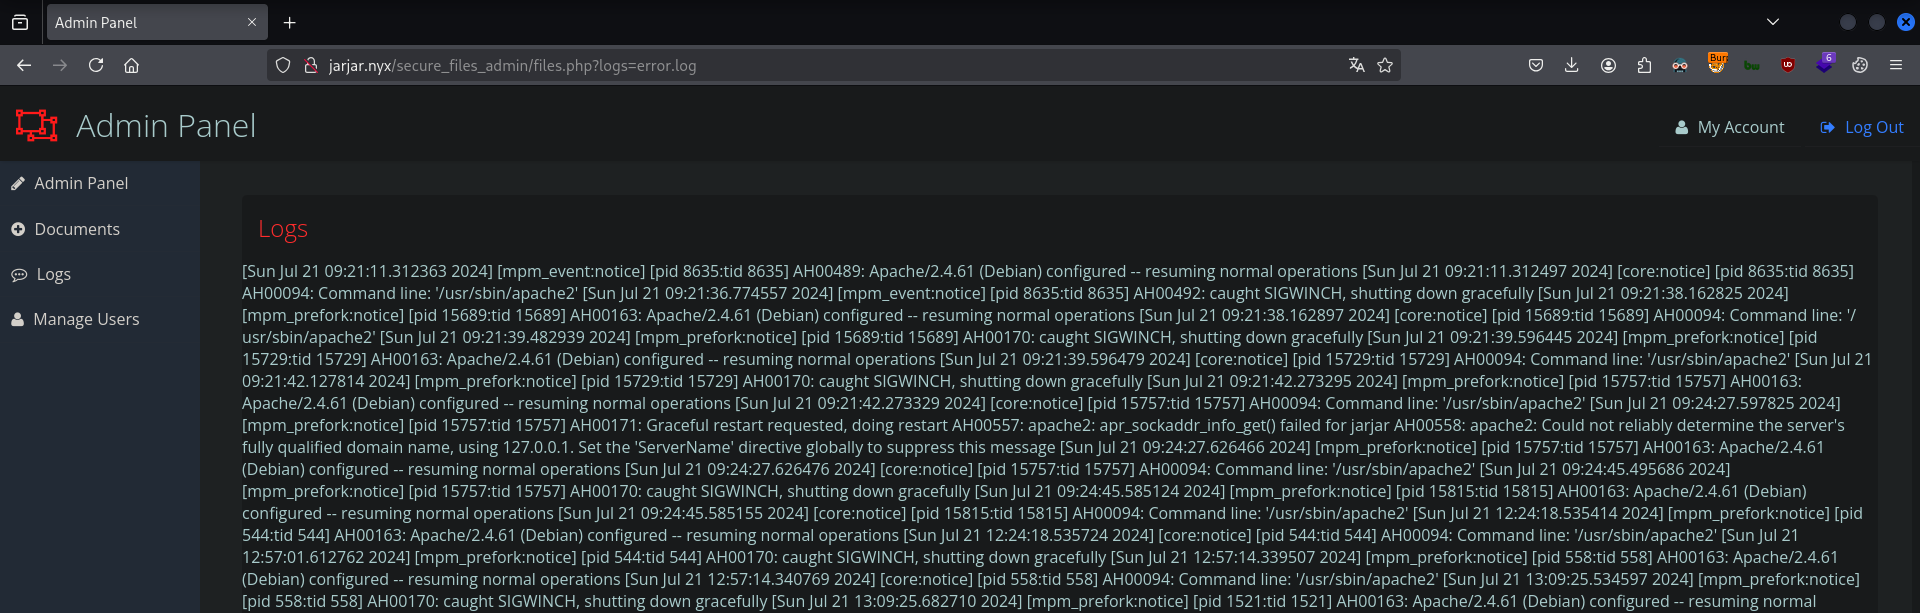 Admin Panel
jarjar.nyx/secure_files_admin/files.php?logs=error.log
Burp
6
Admin Panel
My Account
Log Out
Admin Panel
Documents
Logs
Manage Users
Logs
[Sun Jul 21 09:21:11.312363 2024] [mpm_event:notice] [pid 8635:tid 8635] AH00489: Apache/2.4.61 (Debian) configured -- resuming normal operations [Sun Jul 21 09:21:11.312497 2024] [core:notice] [pid 8635:tid 8635]
AH00094: Command line: '/usr/sbin/apache2' [Sun Jul 21 09:21:36.774557 2024] [mpm_event:notice] [pid 8635:tid 8635] AH00492: caught SIGWINCH, shutting down gracefully [Sun Jul 21 09:21:38.162825 2024]
[mpm_prefork:notice] [pid 15689:tid 15689] AH00163: Apache/2.4.61 (Debian) configured -- resuming normal operations [Sun Jul 21 09:21:38.162897 2024] [core:notice] [pid 15689:tid 15689] AH00094: Command line: '/
usr/sbin/apache2' [Sun Jul 21 09:21:39.482939 2024] [mpm_prefork:notice] [pid 15689:tid 15689] AH00170: caught SIGWINCH, shutting down gracefully [Sun Jul 21 09:21:39.596445 2024] [mpm_prefork:notice] [pid
15729:tid 15729] AH00163: Apache/2.4.61 (Debian) configured -- resuming normal operations [Sun Jul 21 09:21:39.596479 2024] [core:notice] [pid 15729:tid 15729] AH00094: Command line: '/usr/sbin/apache2' [Sun Jul 21
09:21:42.127814 2024] [mpm_prefork:notice] [pid 15729:tid 15729] AH00170: caught SIGWINCH, shutting down gracefully [Sun Jul 21 09:21:42.273295 2024] [mpm_prefork:notice] [pid 15757:tid 15757] AH00163:
Apache/2.4.61 (Debian) configured -- resuming normal operations [Sun Jul 21 09:21:42.273329 2024] [core:notice] [pid 15757:tid 15757] AH00094: Command line: '/usr/sbin/apache2' [Sun Jul 21 09:24:27.597825 2024]
[mpm_prefork:notice] [pid 15757:tid 15757] AH00171: Graceful restart requested, doing restart AH00557: apache2: apr_sockaddr_info_get() failed for jarjar AH00558: apache2: Could not reliably determine the server's
fully qualified domain name, using 127.0.0.1. Set the 'ServerName' directive globally to suppress this message [Sun Jul 21 09:24:27.626466 2024] [mpm_prefork:notice] [pid 15757:tid 15757] AH00163: Apache/2.4.61
(Debian) configured -- resuming normal operations [Sun Jul 21 09:24:27.626476 2024] [core:notice] [pid 15757:tid 15757] AH00094: Command line: '/usr/sbin/apache2' [Sun Jul 21 09:24:45.495686 2024]
[mpm_prefork:notice] [pid 15757:tid 15757] AH00170: caught SIGWINCH, shutting down gracefully [Sun Jul 21 09:24:45.585124 2024] [mpm_prefork:notice] [pid 15815:tid 15815] AH00163: Apache/2.4.61 (Debian)
configured -- resuming normal operations [Sun Jul 21 09:24:45.585155 2024] [core:notice] [pid 15815:tid 15815] AH00094: Command line: '/usr/sbin/apache2' [Sun Jul 21 12:24:18.535414 2024] [mpm_prefork:notice] [pid
544:tid 544] AH00163: Apache/2.4.61 (Debian) configured -- resuming normal operations [Sun Jul 21 12:24:18.535724 2024] [core:notice] [pid 544:tid 544] AH00094: Command line: '/usr/sbin/apache2' [Sun Jul 21
12:57:01.612762 2024] [mpm_prefork:notice] [pid 544:tid 544] AH00170: caught SIGWINCH, shutting down gracefully [Sun Jul 21 12:57:14.339507 2024] [mpm_prefork:notice] [pid 558:tid 558] AH00163: Apache/2.4.61
(Debian) configured -- resuming normal operations [Sun Jul 21 12:57:14.340769 2024] [core:notice] [pid 558:tid 558] AH00094: Command line: '/usr/sbin/apache2' [Sun Jul 21 13:09:25.534597 2024] [mpm_prefork:notice]
[pid 558:tid 558] AH00170: caught SIGWINCH, shutting down gracefully [Sun Jul 21 13:09:25.682710 2024] [mpm_prefork:notice] [pid 1521:tid 1521] AH00163: Apache/2.4.61 (Debian) configured -- resuming normal